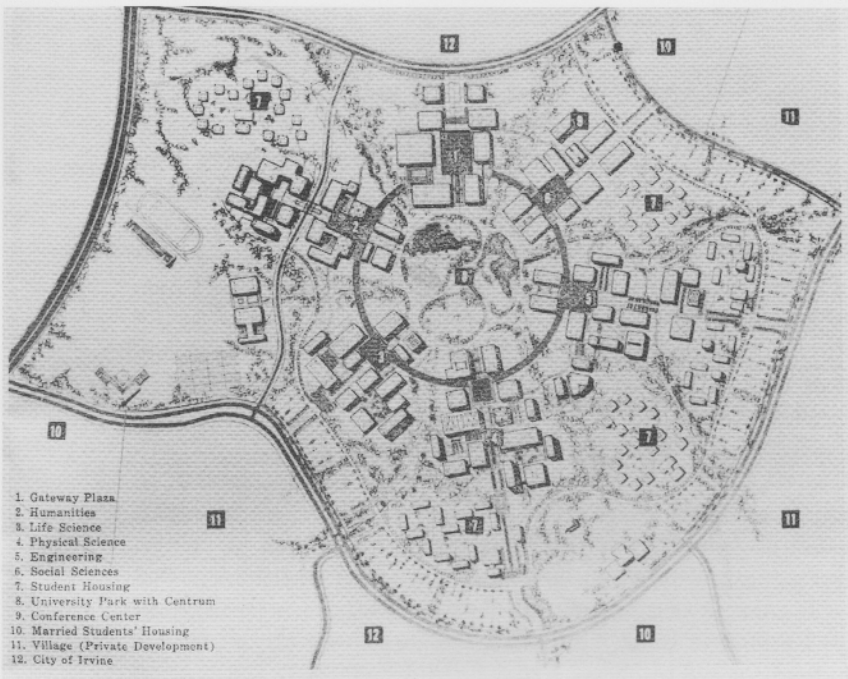 12
10
11
7
9
1
7
7
10
11
7
11
12
10
1. Gateway Plaza
2. Humanities
3. Life Science
4. Physical Science
5. Engineering
6. Social Sciences
7. Student Housing
8. University Park with Centrum
9. Conference Center
10. Married Students' Housing
11. Village (Private Development)
12. City of Irvine